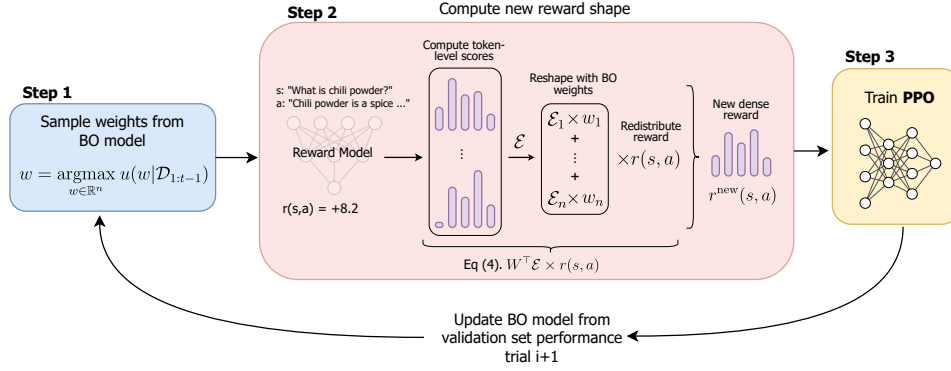 Step 1
Sample weights from
BO model
w = argmax u(w|D_{1:t−1})
w∈ℝⁿ
Step 2
Compute new reward shape
s: "What is chili powder?"
a: "Chili powder is a spice ..."
Reward Model
r(s,a) = +8.2
Compute token-
level scores
⋮
ℰ
Reshape with BO
weights
ℰ₁ × w₁
+
⋮
+
ℰₙ × wₙ
Redistribute
reward
×r(s, a)
New dense
reward
r^{new}(s, a)
Eq (4). W^⊤ℰ × r(s, a)
Step 3
Train PPO
Update BO model from
validation set performance
trial i+1